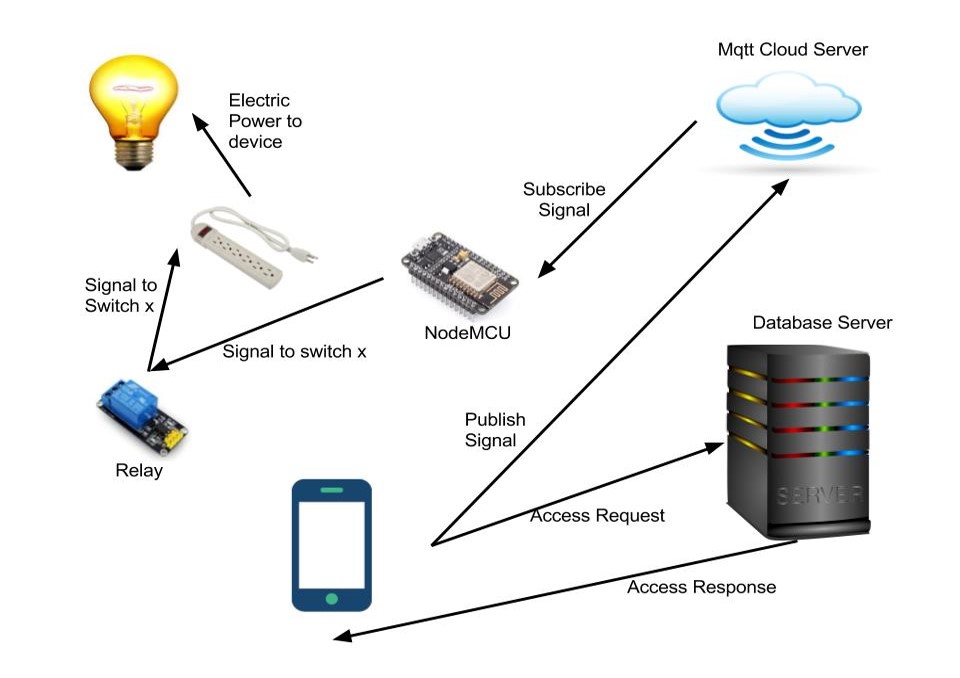 Mqtt Cloud Server
Electric
Power to
device
Subscribe
Signal
Signal to
Switch x
NodeMCU
Database Server
Signal to switch x
Publish
Signal
Relay
SERVER
Access Request
Access Response